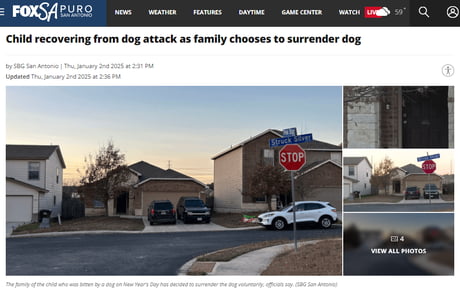 FOXSA PURO SAN ANTONIO NEWS WEATHER FEATURES DAYTIME GAME CENTER WATCH LIVE 59°
Child recovering from dog attack as family chooses to surrender dog
by SBG San Antonio | Thu, January 2nd 2025 at 2:31 PM
Updated Thu, January 2nd 2025 at 2:36 PM
Struck Silver
STOP
STOP
4
VIEW ALL PHOTOS
The family of the child who was bitten by a dog on New Year's Day has decided to surrender the dog voluntarily, officials say. (SBG San Antonio)